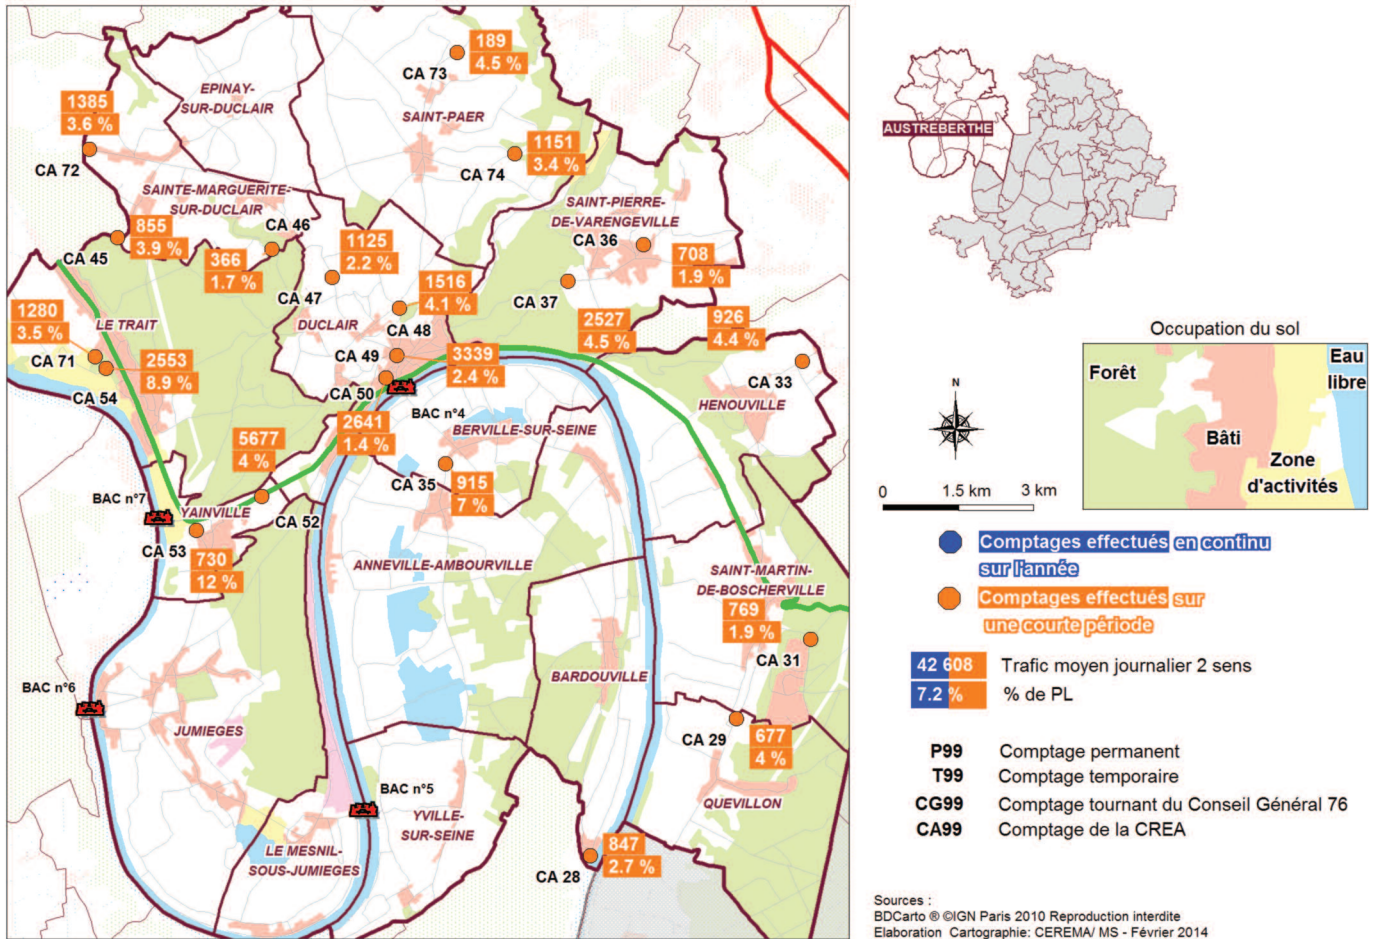 189
4.5 %
CA 73
EPINAY-
SUR-DUCLAIR
SAINT-PAER
1385
3.6 %
CA 72
1151
3.4 %
CA 74
SAINTE-MARGUERITE-
SUR-DUCLAIR
SAINT-PIERRE-
DE-VARENGEVILLE
855
3.9 %
CA 45
CA 46
366
1.7 %
1125
2.2 %
CA 47
CA 36
708
1.9 %
CA 37
1516
4.1 %
CA 48
DUCLAIR
1280
3.5 %
CA 71
LE TRAIT
2553
8.9 %
CA 54
CA 49
3339
2.4 %
CA 50
BAC n°4
2527
4.5 %
926
4.4 %
CA 33
HENOUVILLE
2641
1.4 %
BERVILLE-SUR-SEINE
5677
4 %
CA 52
CA 35
915
7 %
BAC n°7
YAINVILLE
CA 53
730
12 %
ANNEVILLE-AMBOURVILLE
SAINT-MARTIN-
DE-BOSCHERVILLE
769
1.9 %
CA 31
BARDOUVILLE
BAC n°6
JUMIEGES
CA 29
677
4 %
QUEVILLON
BAC n°5
YVILLE-
SUR-SEINE
LE MESNIL-
SOUS-JUMIEGES
847
2.7 %
CA 28
AUSTREBERTHE
Occupation du sol
Forêt
Eau
libre
Bâti
Zone
d'activités
N
0 1.5 km 3 km
Comptages effectués en continu
sur l'année
Comptages effectués sur
une courte période
42 608 Trafic moyen journalier 2 sens
7.2 % % de PL
P99 Comptage permanent
T99 Comptage temporaire
CG99 Comptage tournant du Conseil Général 76
CA99 Comptage de la CREA
Sources :
BDCarto ® ©IGN Paris 2010 Reproduction interdite
Elaboration Cartographie: CEREMA/ MS - Février 2014